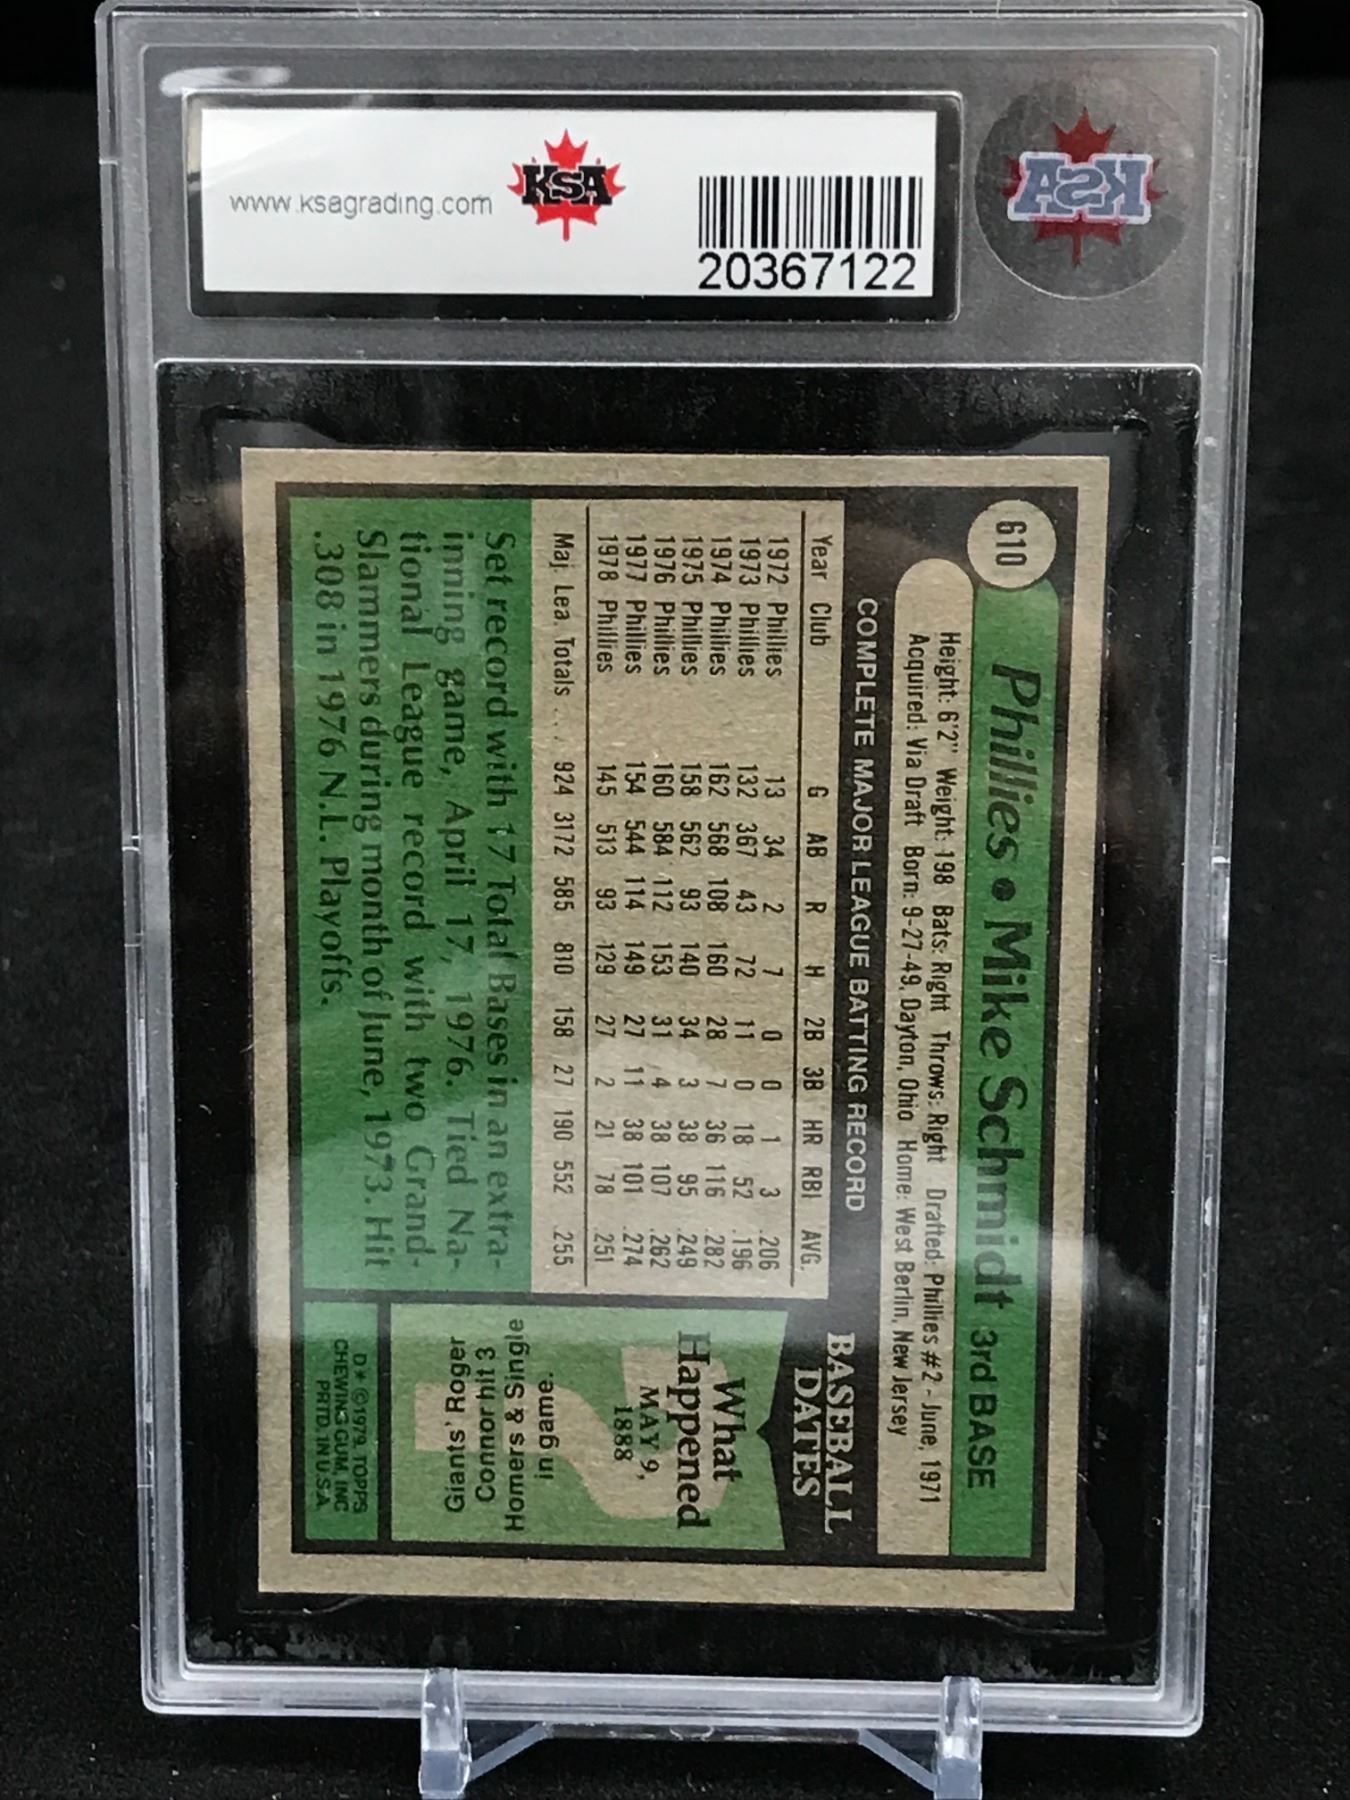 www.ksagrading.com
KSA
20367122
KSA
610
Phillies • Mike Schmidt 3rd BASE
Height: 6'2" Weight: 198 Bats: Right Throws: Right Drafted: Phillies #2 - June, 1971
Acquired: Via Draft Born: 9-27-49, Dayton, Ohio Home: West Berlin, New Jersey
COMPLETE MAJOR LEAGUE BATTING RECORD
Year Club G AB R H 2B 3B HR RBI AVG.
1972 Phillies 13 34 2 7 0 0 1 3 .206
1973 Phillies 132 367 43 72 11 0 18 52 .196
1974 Phillies 162 568 108 160 28 7 36 116 .282
1975 Phillies 158 562 93 140 34 3 38 95 .249
1976 Phillies 160 584 112 153 31 4 38 107 .262
1977 Phillies 154 544 114 149 27 11 38 101 .274
1978 Phillies 145 513 93 129 27 2 21 78 .251
Maj. Lea. Totals . . . 924 3172 585 810 158 27 190 552 .255
Set record with 17 Total Bases in an extra-
inning game, April 17, 1976. Tied Na-
tional League record with two Grand-
Slammers during month of June, 1973. Hit
.308 in 1976 N.L. Playoffs.
BASEBALL
DATES
What
Happened
MAY 9,
1888
?
Giants' Roger
Connor hit 3
Homers & Single
in game.
D* ©1979 TOPPS
CHEWING GUM, INC.
PRTD. IN U.S.A.